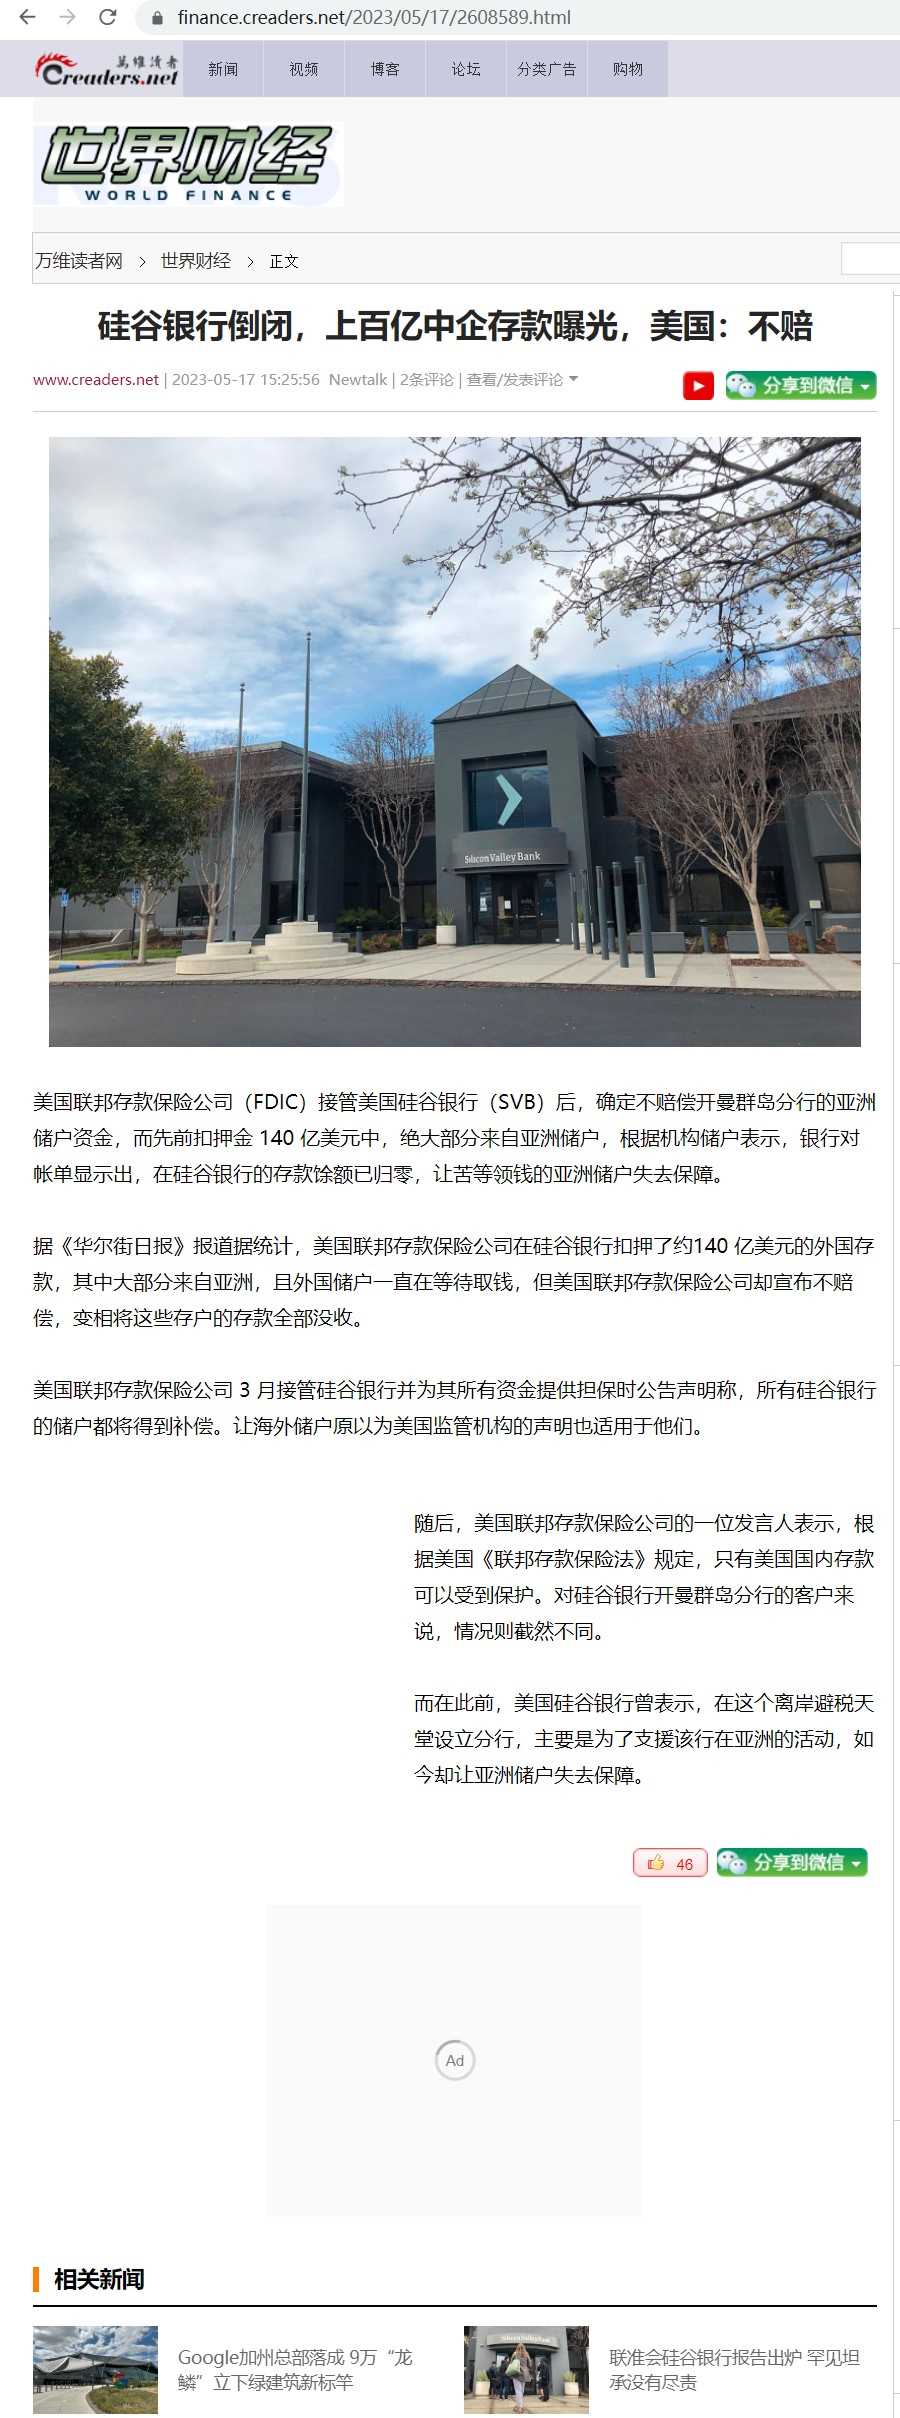 finance.creaders.net/2023/05/17/2608589.html
萬維讀者
Creaders.net
新闻 视频 博客 论坛 分类广告 购物
世界财经
WORLD FINANCE
万维读者网 > 世界财经 > 正文
硅谷银行倒闭，上百亿中企存款曝光，美国：不赔
www.creaders.net | 2023-05-17 15:25:56 Newtalk | 2条评论 | 查看/发表评论
分享到微信
Silicon Valley Bank
美国联邦存款保险公司（FDIC）接管美国硅谷银行（SVB）后，确定不赔偿开曼群岛分行的亚洲
储户资金，而先前扣押金 140 亿美元中，绝大部分来自亚洲储户，根据机构储户表示，银行对
帐单显示出，在硅谷银行的存款馀额已归零，让苦等领钱的亚洲储户失去保障。
据《华尔街日报》报道据统计，美国联邦存款保险公司在硅谷银行扣押了约140 亿美元的外国存
款，其中大部分来自亚洲，且外国储户一直在等待取钱，但美国联邦存款保险公司却宣布不赔
偿，变相将这些存户的存款全部没收。
美国联邦存款保险公司 3 月接管硅谷银行并为其所有资金提供担保时公告声明称，所有硅谷银行
的储户都将得到补偿。让海外储户原以为美国监管机构的声明也适用于他们。
随后，美国联邦存款保险公司的一位发言人表示，根
据美国《联邦存款保险法》规定，只有美国国内存款
可以受到保护。对硅谷银行开曼群岛分行的客户来
说，情况则截然不同。
而在此前，美国硅谷银行曾表示，在这个离岸避税天
堂设立分行，主要是为了支援该行在亚洲的活动，如
今却让亚洲储户失去保障。
46
分享到微信
Ad
相关新闻
Google加州总部落成 9万“龙
鳞”立下绿建筑新标竿
Silicon Valley Bank
联准会硅谷银行报告出炉 罕见坦
承没有尽责